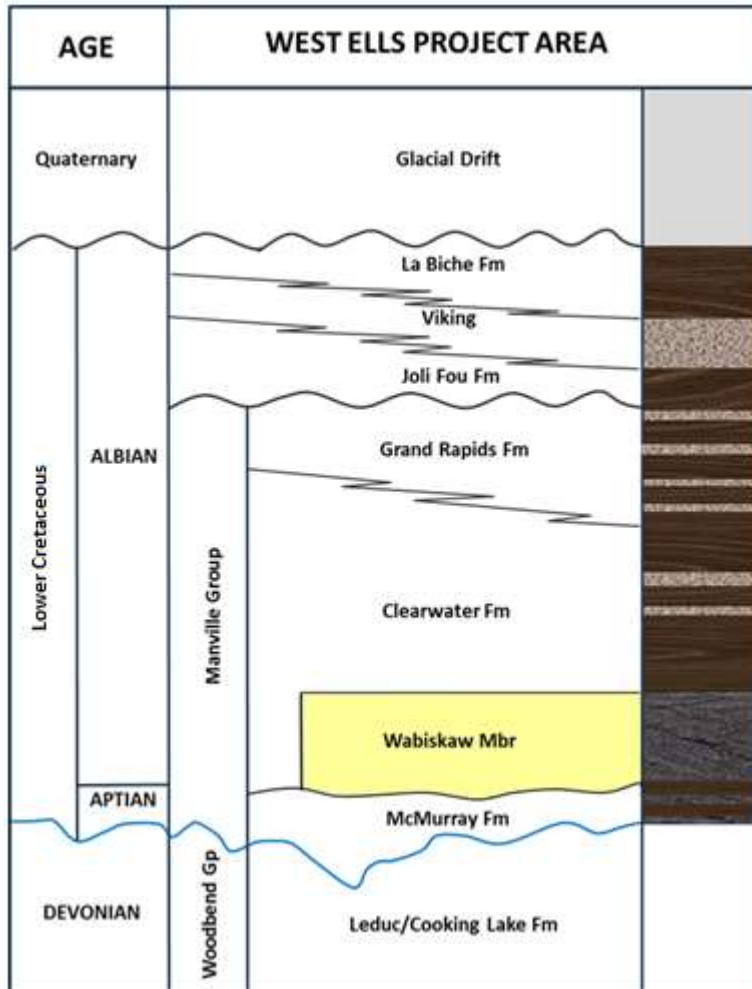 AGE
WEST ELLS PROJECT AREA
Quaternary
Glacial Drift
La Biche Fm
Viking
Joli Fou Fm
Lower Cretaceous
ALBIAN
Manville Group
Grand Rapids Fm
Clearwater Fm
Wabiskaw Mbr
APTIAN
McMurray Fm
DEVONIAN
Woodbend Gp
Leduc/Cooking Lake Fm